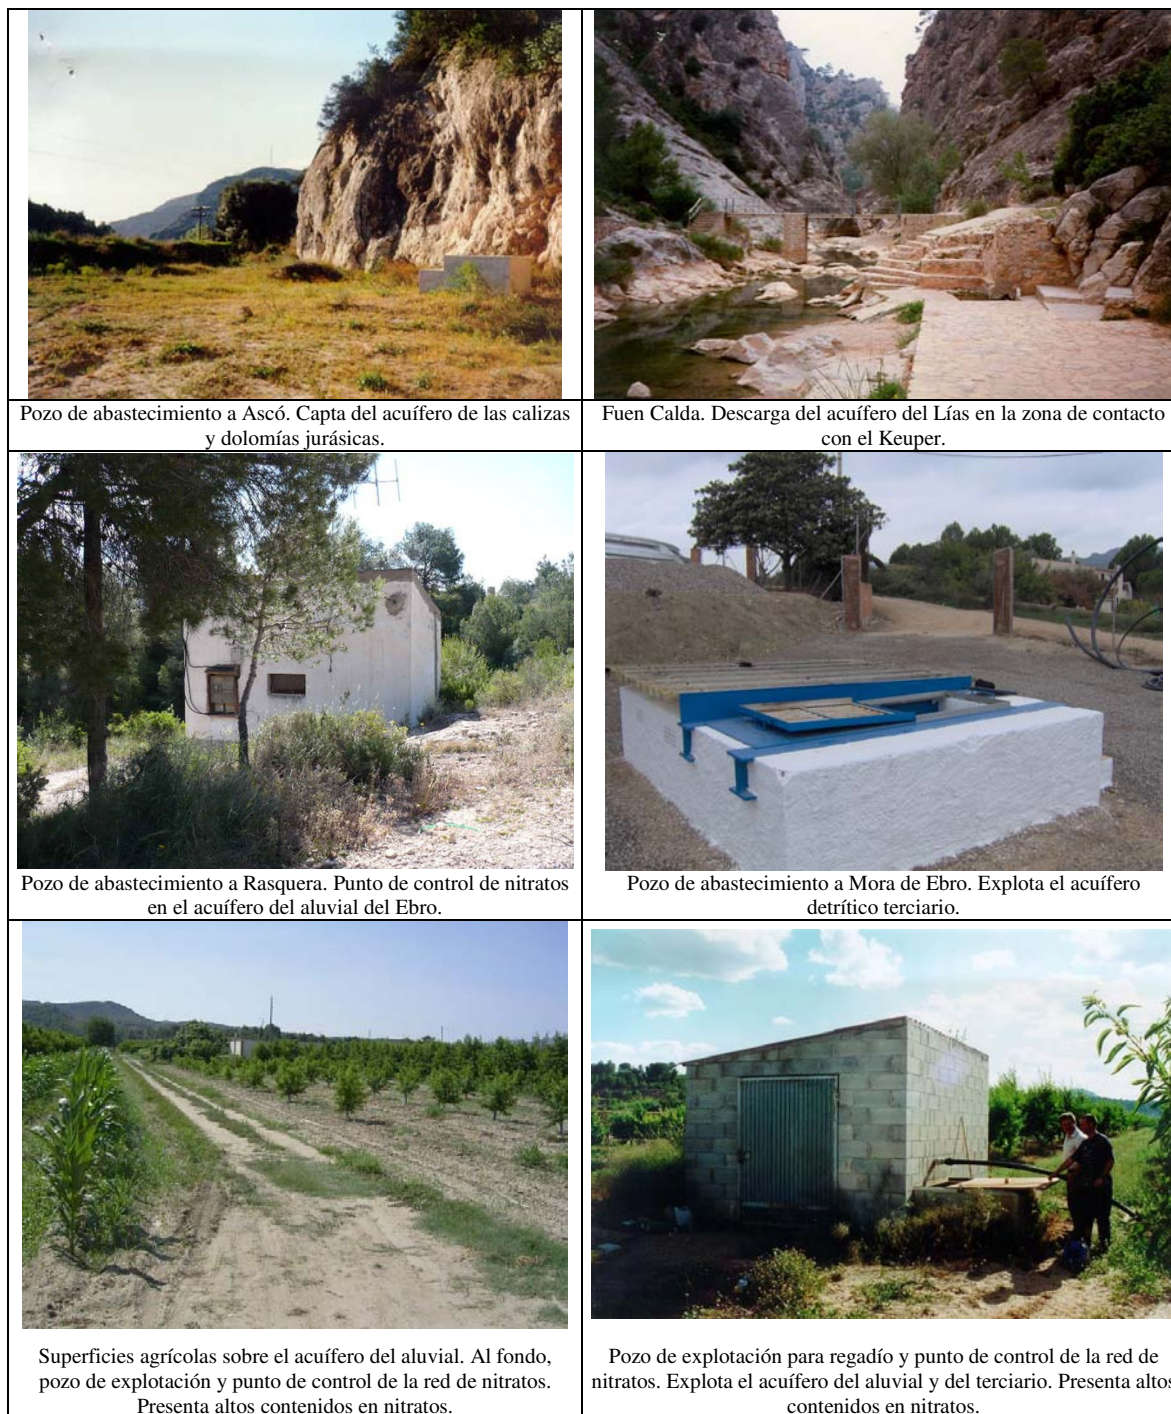 Pozo de abastecimiento a Ascó. Capta del acuífero de las calizas
y dolomías jurásicas.
Fuen Calda. Descarga del acuífero del Lías en la zona de contacto
con el Keuper.
Pozo de abastecimiento a Rasquera. Punto de control de nitratos
en el acuífero del aluvial del Ebro.
Pozo de abastecimiento a Mora de Ebro. Explota el acuífero
detrítico terciario.
Superficies agrícolas sobre el acuífero del aluvial. Al fondo,
pozo de explotación y punto de control de la red de nitratos.
Presenta altos contenidos en nitratos.
Pozo de explotación para regadío y punto de control de la red de
nitratos. Explota el acuífero del aluvial y del terciario. Presenta altos
contenidos en nitratos.